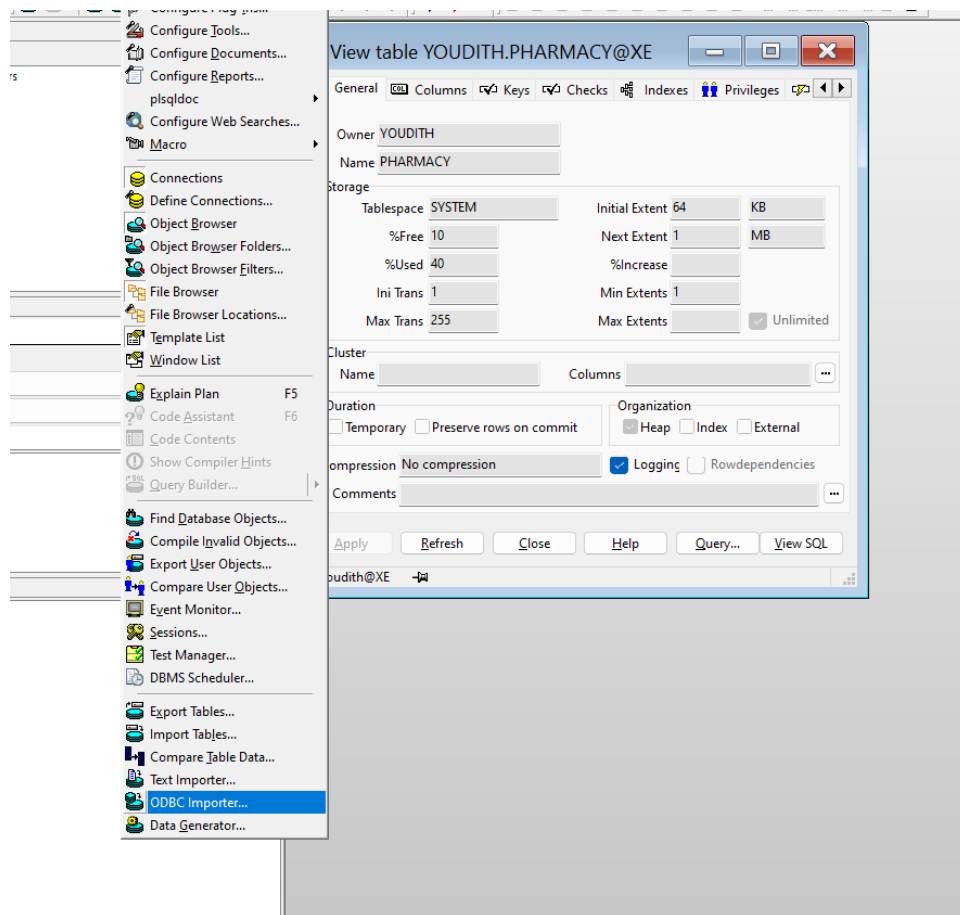 Configure Plug-Ins...
Configure Tools...
Configure Documents...
Configure Reports...
plsqldoc
Configure Web Searches...
Macro
Connections
Define Connections...
Object Browser
Object Browser Folders...
Object Browser Filters...
File Browser
File Browser Locations...
Template List
Window List
Explain Plan F5
Code Assistant F6
Code Contents
Show Compiler Hints
Query Builder...
Find Database Objects...
Compile Invalid Objects...
Export User Objects...
Compare User Objects...
Event Monitor...
Sessions...
Test Manager...
DBMS Scheduler...
Export Tables...
Import Tables...
Compare Table Data...
Text Importer...
ODBC Importer...
Data Generator...
rs
View table YOUDITH.PHARMACY@XE
General Columns Keys Checks Indexes Privileges
Owner YOUDITH
Name PHARMACY
Storage
Tablespace SYSTEM Initial Extent 64 KB
%Free 10 Next Extent 1 MB
%Used 40 %Increase
Ini Trans 1 Min Extents 1
Max Trans 255 Max Extents Unlimited
Cluster
Name Columns ...
Duration Organization
Temporary Preserve rows on commit Heap Index External
ompression No compression Logging Rowdependencies
Comments ...
Apply Refresh Close Help Query... View SQL
oudith@XE